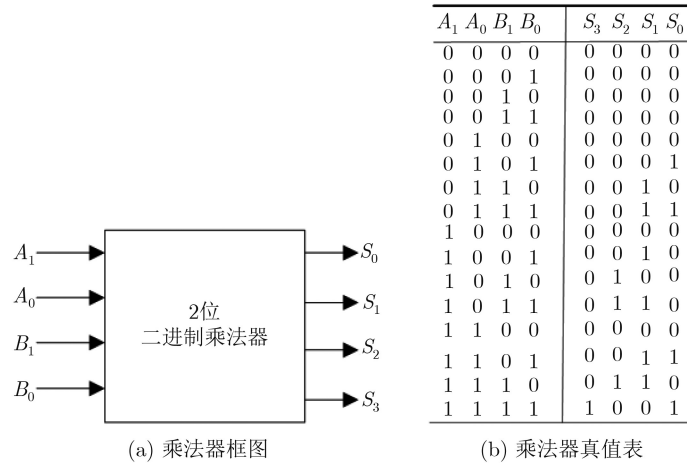 A₁
A₀
B₁
B₀
2位
二进制乘法器
S₀
S₁
S₂
S₃
(a) 乘法器框图
A₁ A₀ B₁ B₀ S₃ S₂ S₁ S₀
0 0 0 0 0 0 0 0
0 0 0 1 0 0 0 0
0 0 1 0 0 0 0 0
0 0 1 1 0 0 0 0
0 1 0 0 0 0 0 0
0 1 0 1 0 0 0 1
0 1 1 0 0 0 1 0
0 1 1 1 0 0 1 1
1 0 0 0 0 0 0 0
1 0 0 1 0 0 1 0
1 0 1 0 0 1 0 0
1 0 1 1 0 1 1 0
1 1 0 0 0 0 0 0
1 1 0 1 0 0 1 1
1 1 1 0 0 1 1 0
1 1 1 1 1 0 0 1
(b) 乘法器真值表